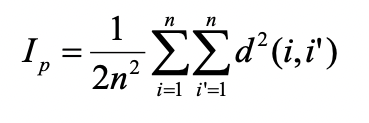 I_p = \frac{1}{2n^2} \sum_{i=1}^{n} \sum_{i'=1}^{n} d^2(i,i')